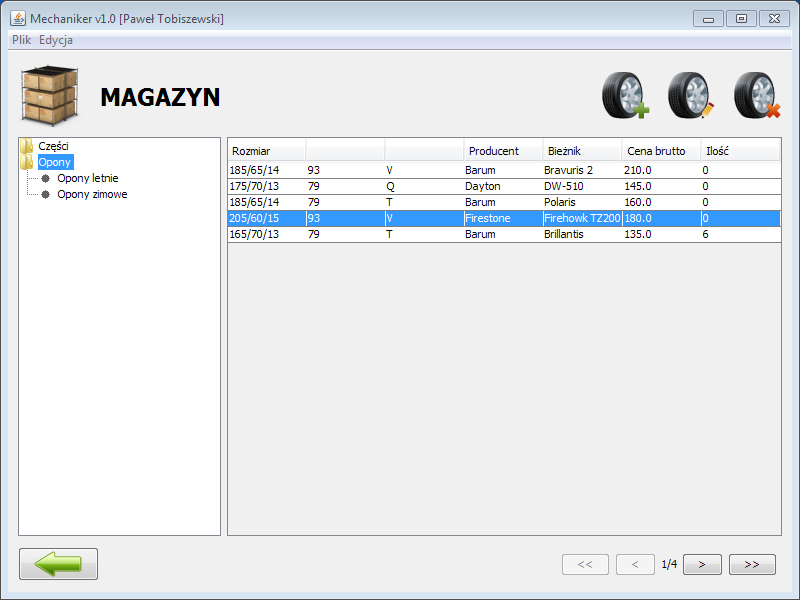 Mechaniker v1.0 [Paweł Tobiszewski]
Plik Edycja
MAGAZYN
Części
Opony
Opony letnie
Opony zimowe
Rozmiar Producent Bieżnik Cena brutto Ilość
185/65/14 93 V Barum Bravuris 2 210.0 0
175/70/13 79 Q Dayton DW-510 145.0 0
185/65/14 79 T Barum Polaris 160.0 0
205/60/15 93 V Firestone Firehowk TZ200 180.0 0
165/70/13 79 T Barum Brillantis 135.0 6
<< < 1/4 > >>